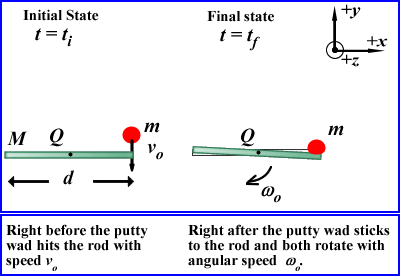 Initial State
t = tᵢ
Final state
t = t_f
+y
+x
+z
M
Q
m
v_o
d
Q
m
ω_o
Right before the putty
wad hits the rod with
speed v_o
Right after the putty wad sticks
to the rod and both rotate with
angular speed ω_o.